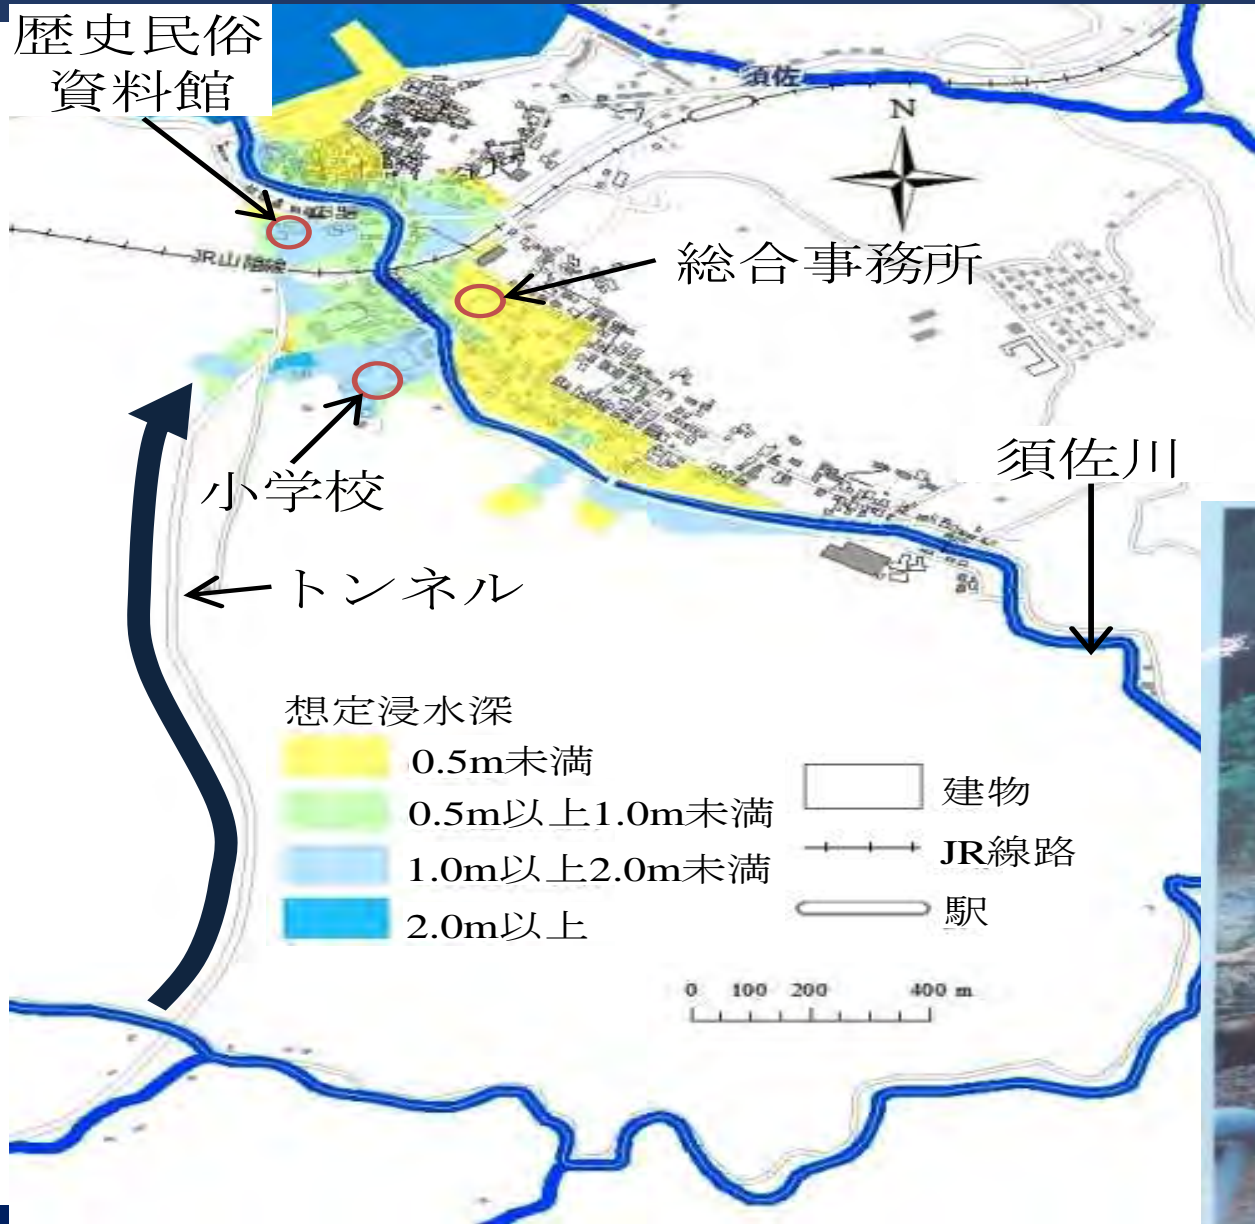 歴史民俗
資料館
須佐
N
総合事務所
JR山陰線
須佐川
小学校
トンネル
想定浸水深
0.5m未満
0.5m以上1.0m未満
1.0m以上2.0m未満
2.0m以上
建物
JR線路
駅
0 100 200 400 m